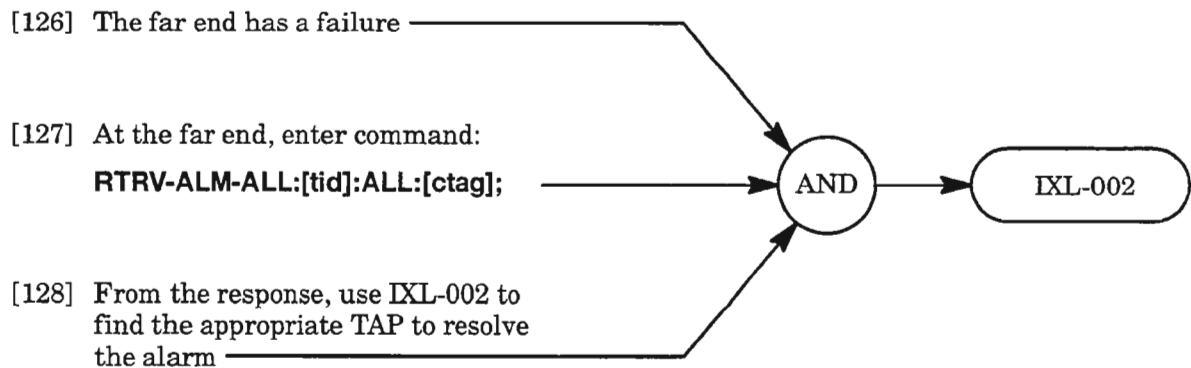 [126] The far end has a failure
[127] At the far end, enter command:
RTRV-ALM-ALL:[tid]:ALL:[ctag];
AND
IXL-002
[128] From the response, use IXL-002 to
find the appropriate TAP to resolve
the alarm